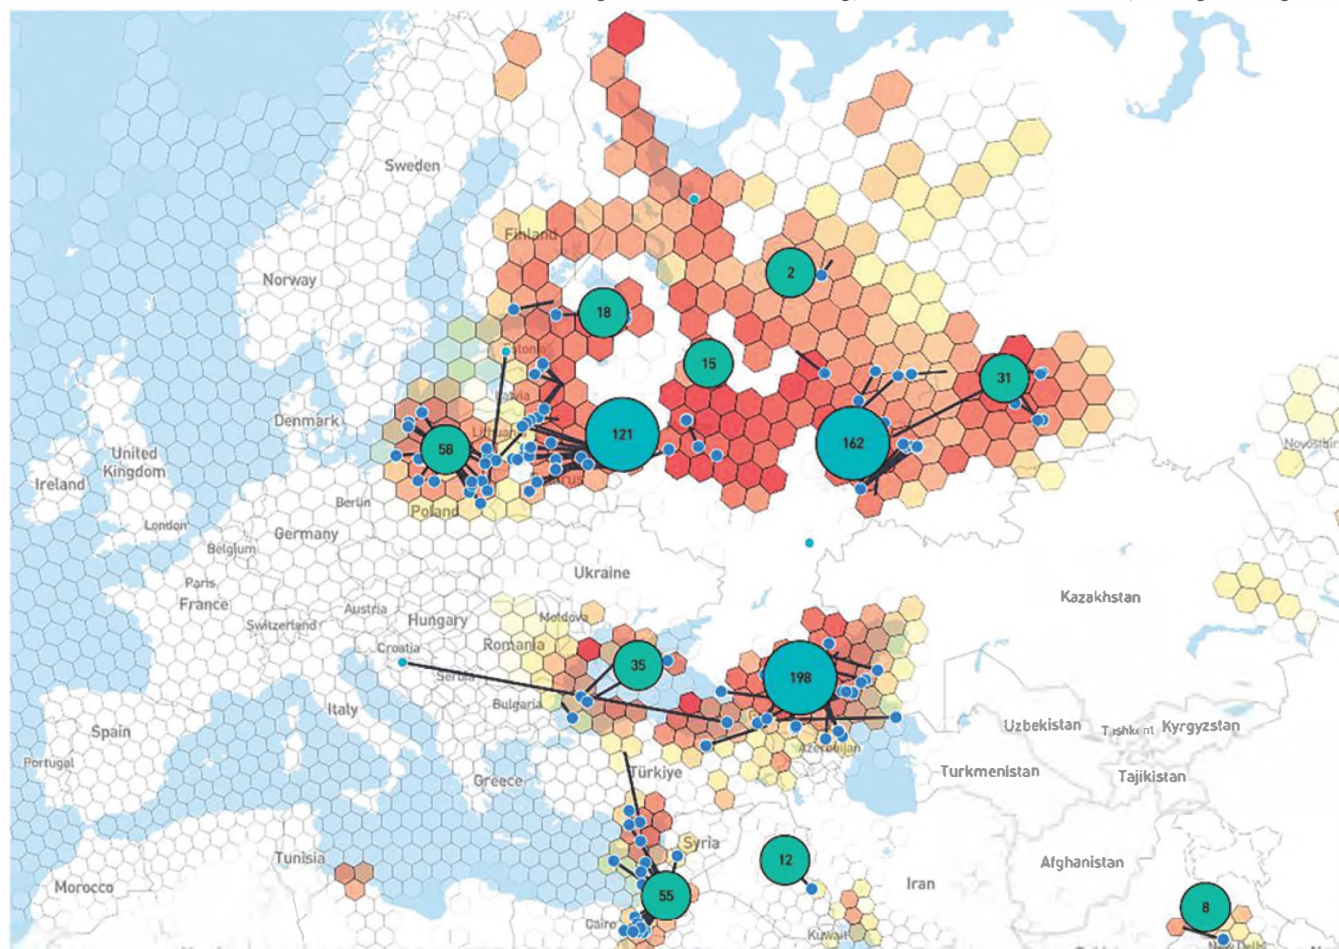 Sweden
Finland
Norway
2
18
Estonia
15
31
Latvia
Denmark
121
162
58
United
Kingdom
Ireland
Berlin
Poland
London
Germany
Belgium
Ukraine
Paris
Kazakhstan
France
Austria
Moldova
Hungary
Switzerland
Romania
Croatia
35
198
Serbia
Bulgaria
Italy
Spain
Uzbekistan
Tashkent
Kyrgyzstan
Azerbaijan
Portugal
Türkiye
Turkmenistan
Tajikistan
Greece
Syria
Tunisia
12
Afghanistan
Morocco
Iran
55
8
Cairo
Kuwait